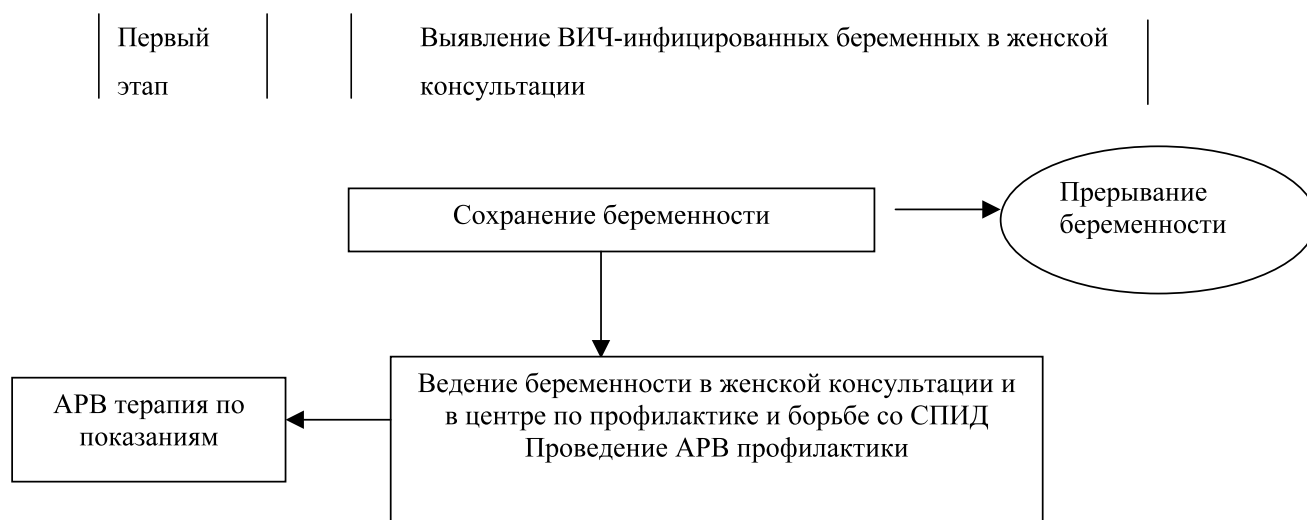 Первый
этап
Выявление ВИЧ-инфицированных беременных в женской
консультации
Сохранение беременности
Прерывание
беременности
Ведение беременности в женской консультации и
в центре по профилактике и борьбе со СПИД
Проведение АРВ профилактики
АРВ терапия по
показаниям